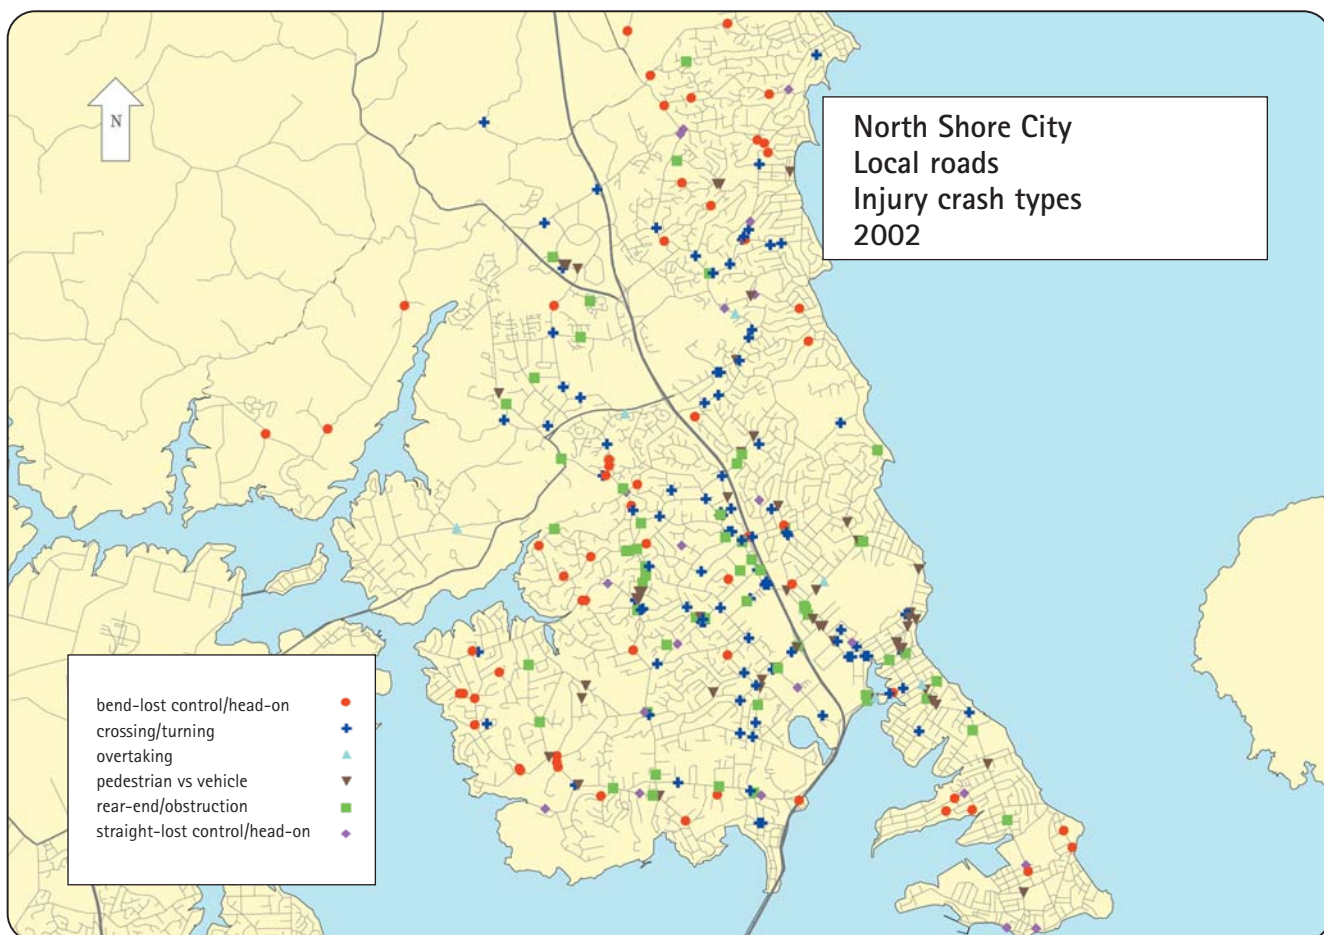 N
North Shore City
Local roads
Injury crash types
2002
bend-lost control/head-on
crossing/turning
overtaking
pedestrian vs vehicle
rear-end/obstruction
straight-lost control/head-on